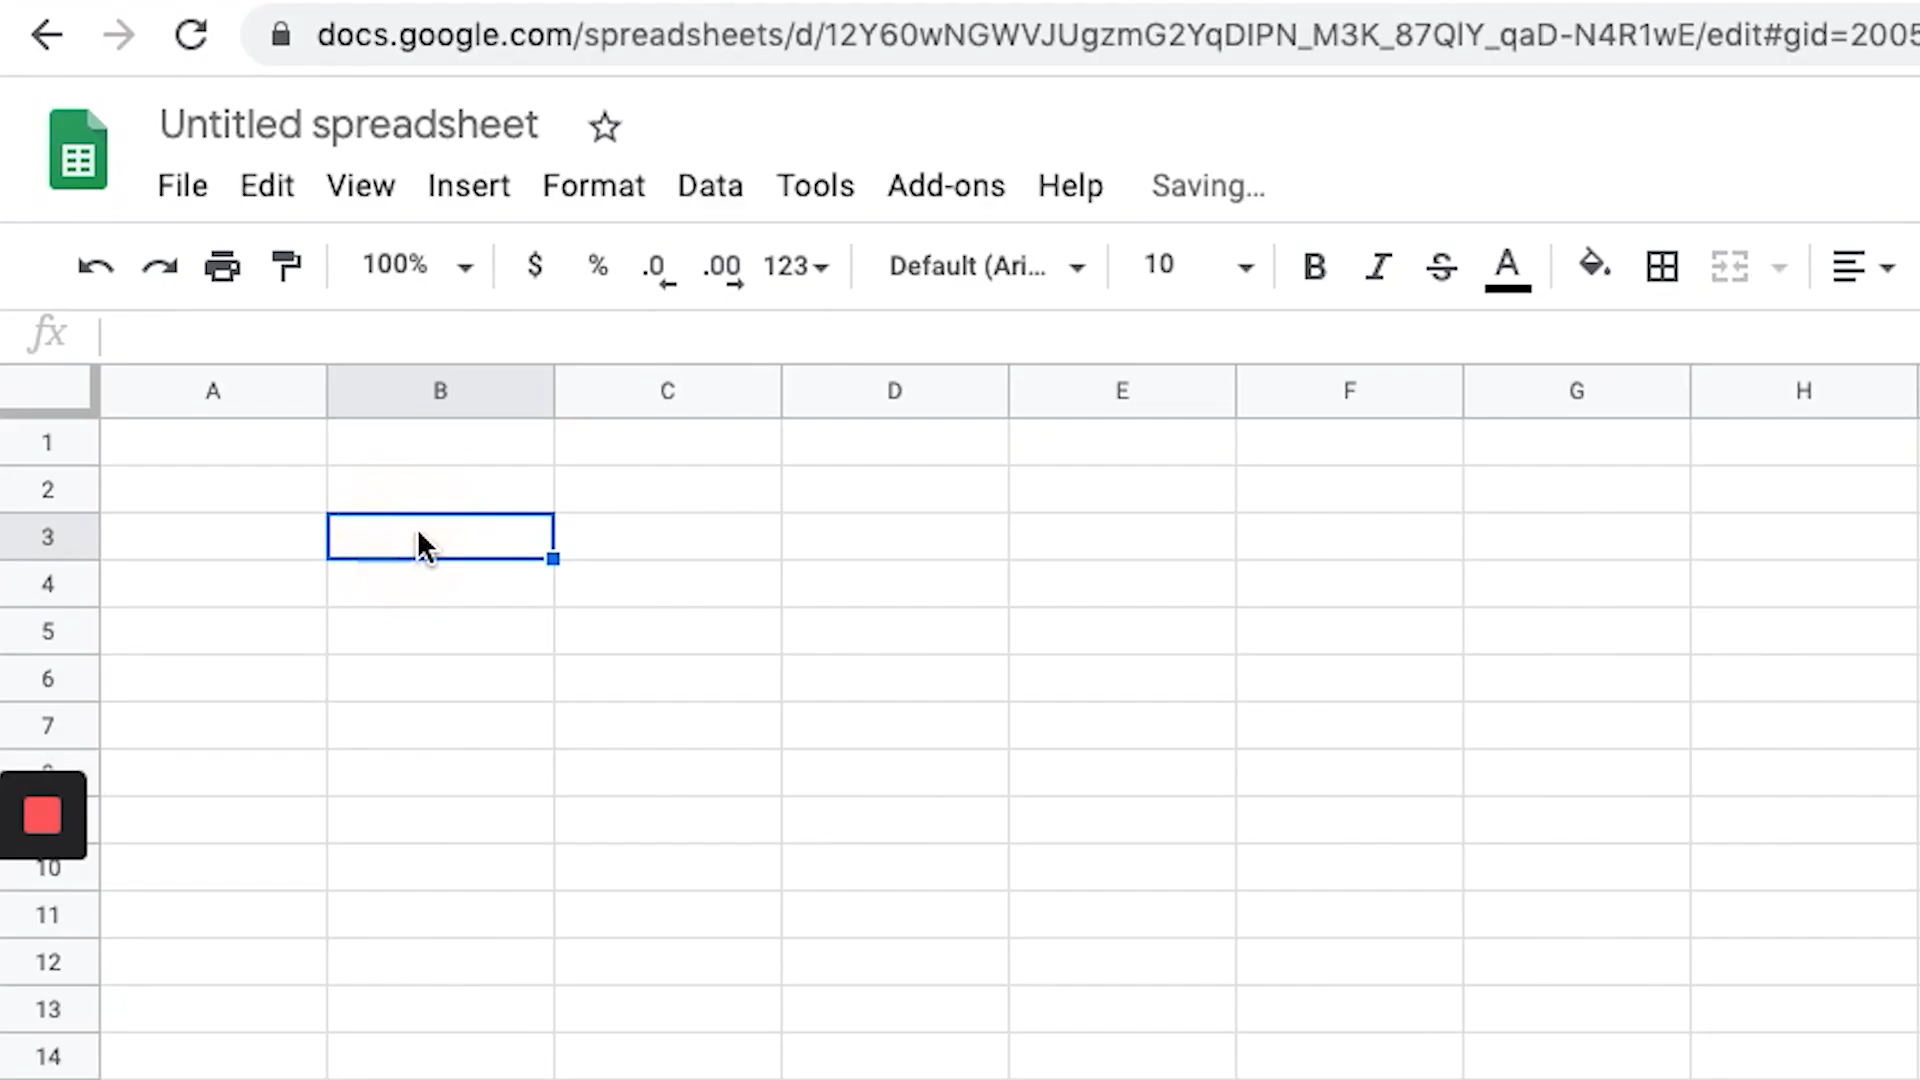 docs.google.com/spreadsheets/d/12Y60wNGWVJUgzmG2YqDIPN_M3K_87QlY_qaD-N4R1wE/edit#gid=2005
Untitled spreadsheet
File Edit View Insert Format Data Tools Add-ons Help Saving...
100% $ % .0 .00 123 Default (Ari... 10 B I S A
fx
A B C D E F G H
1
2
3
4
5
6
7
10
11
12
13
14